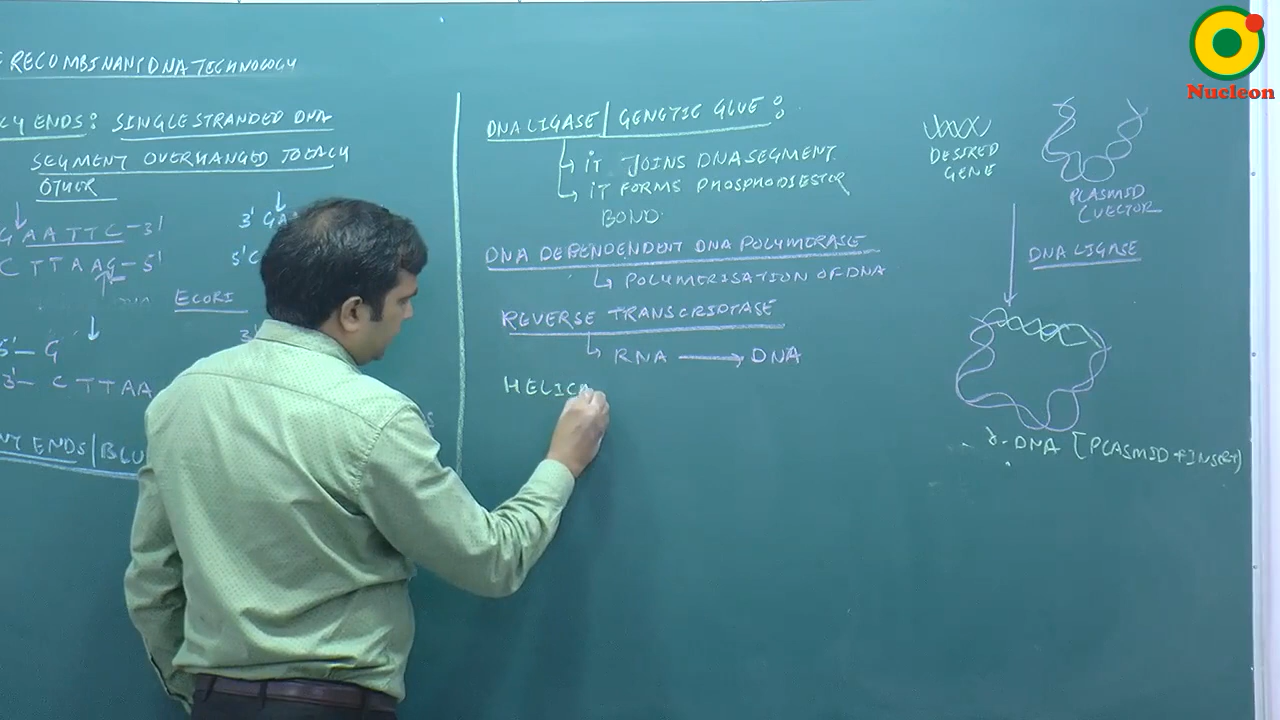 RECOMBINANT DNA TECHNOLOGY
CY ENDS: SINGLE STRANDED DNA
SEGMENT OVERHANGED TO EACH
OTHER
GAATTC-3'
CTTAAG-5'
3' GA
5' C
ECORI
5'- G
3'- CTTAA
ENDS/BLU
DNA LIGASE/GENETIC GLUE:
IT JOINS DNA SEGMENT
IT FORMS PHOSPHODIESTER
BOND.
DNA DEPENDENDENT DNA POLYMERASE
POLYMERISATION OF DNA
REVERSE TRANSCRIPTASE
RNA → DNA
HELICA
DESIRED
GENE
PLASMID
(VECTOR
DNA LIGASE
r-DNA [PLASMID+INSERT)
Nucleon